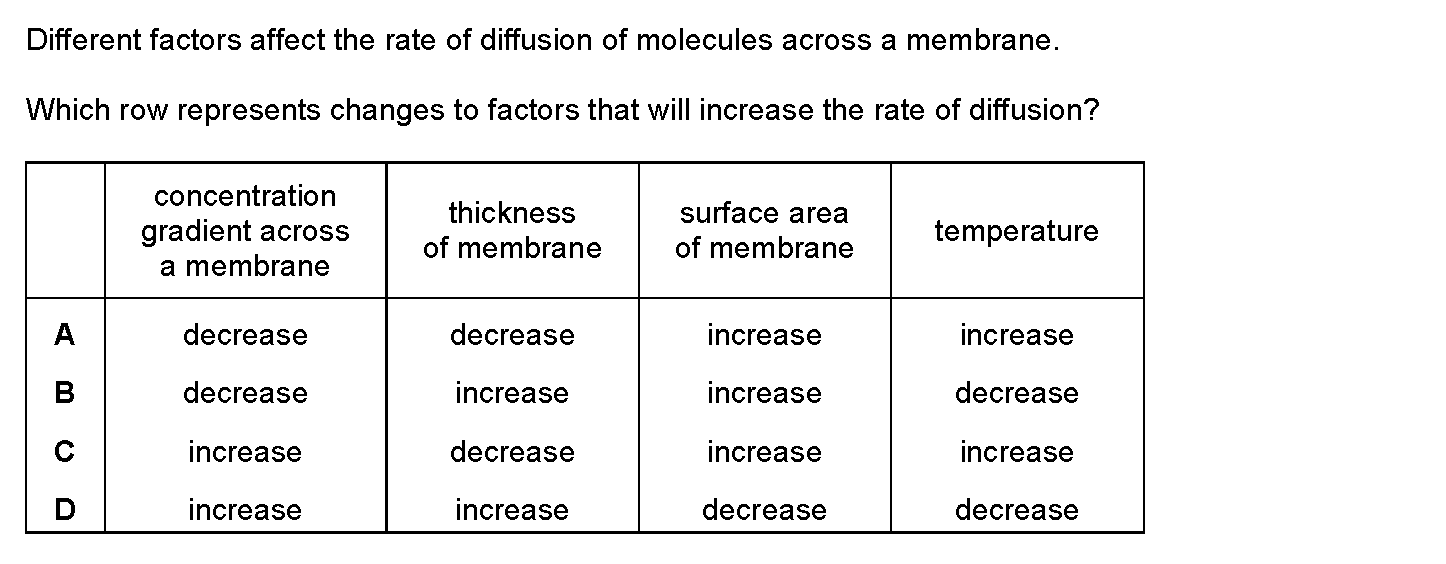 Different factors affect the rate of diffusion of molecules across a membrane.
Which row represents changes to factors that will increase the rate of diffusion?
concentration gradient across a membrane thickness of membrane surface area of membrane temperature
A decrease decrease increase increase
B decrease increase increase decrease
C increase decrease increase increase
D increase increase decrease decrease